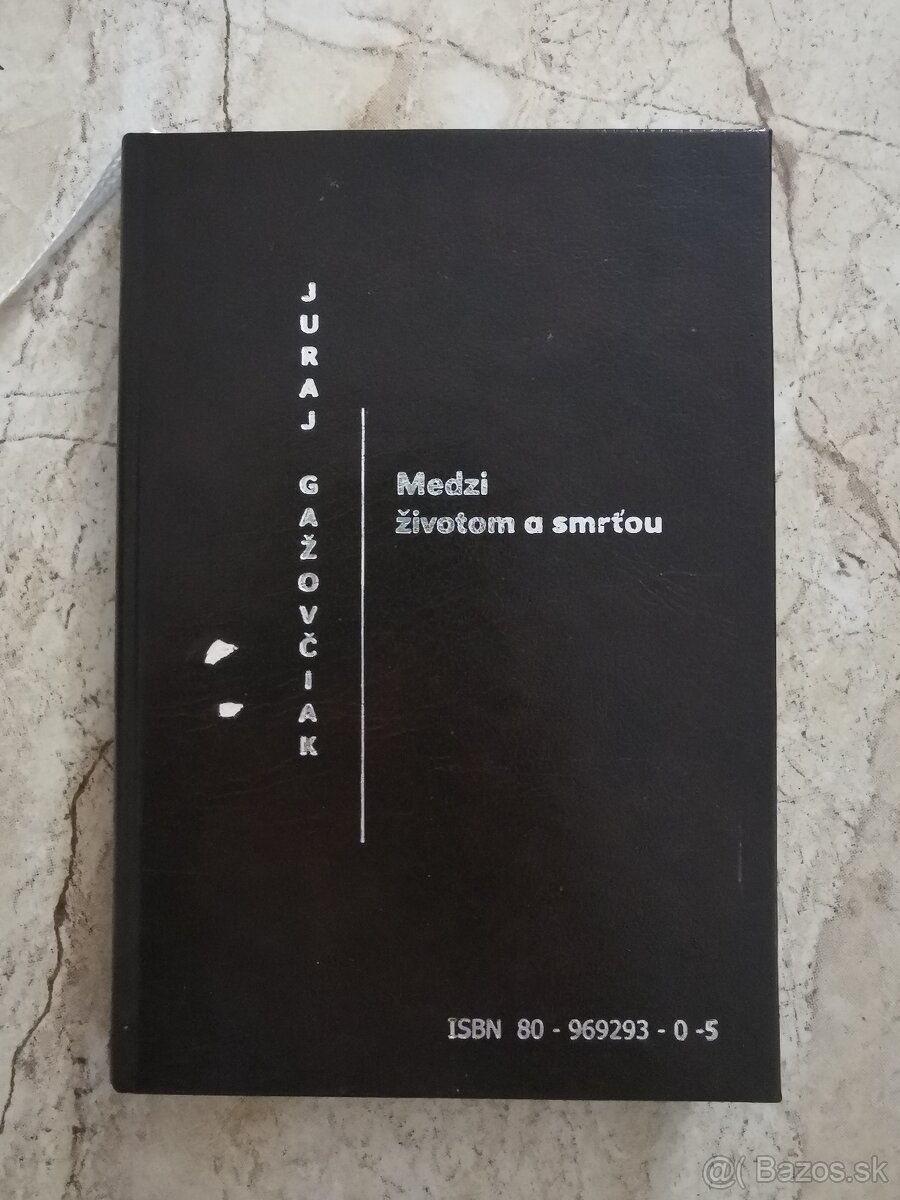 JURAJ GAŽOVČIAK
Medzi
životom a smrťou
ISBN 80 - 969293 - 0 -5
@( Bazos.sk